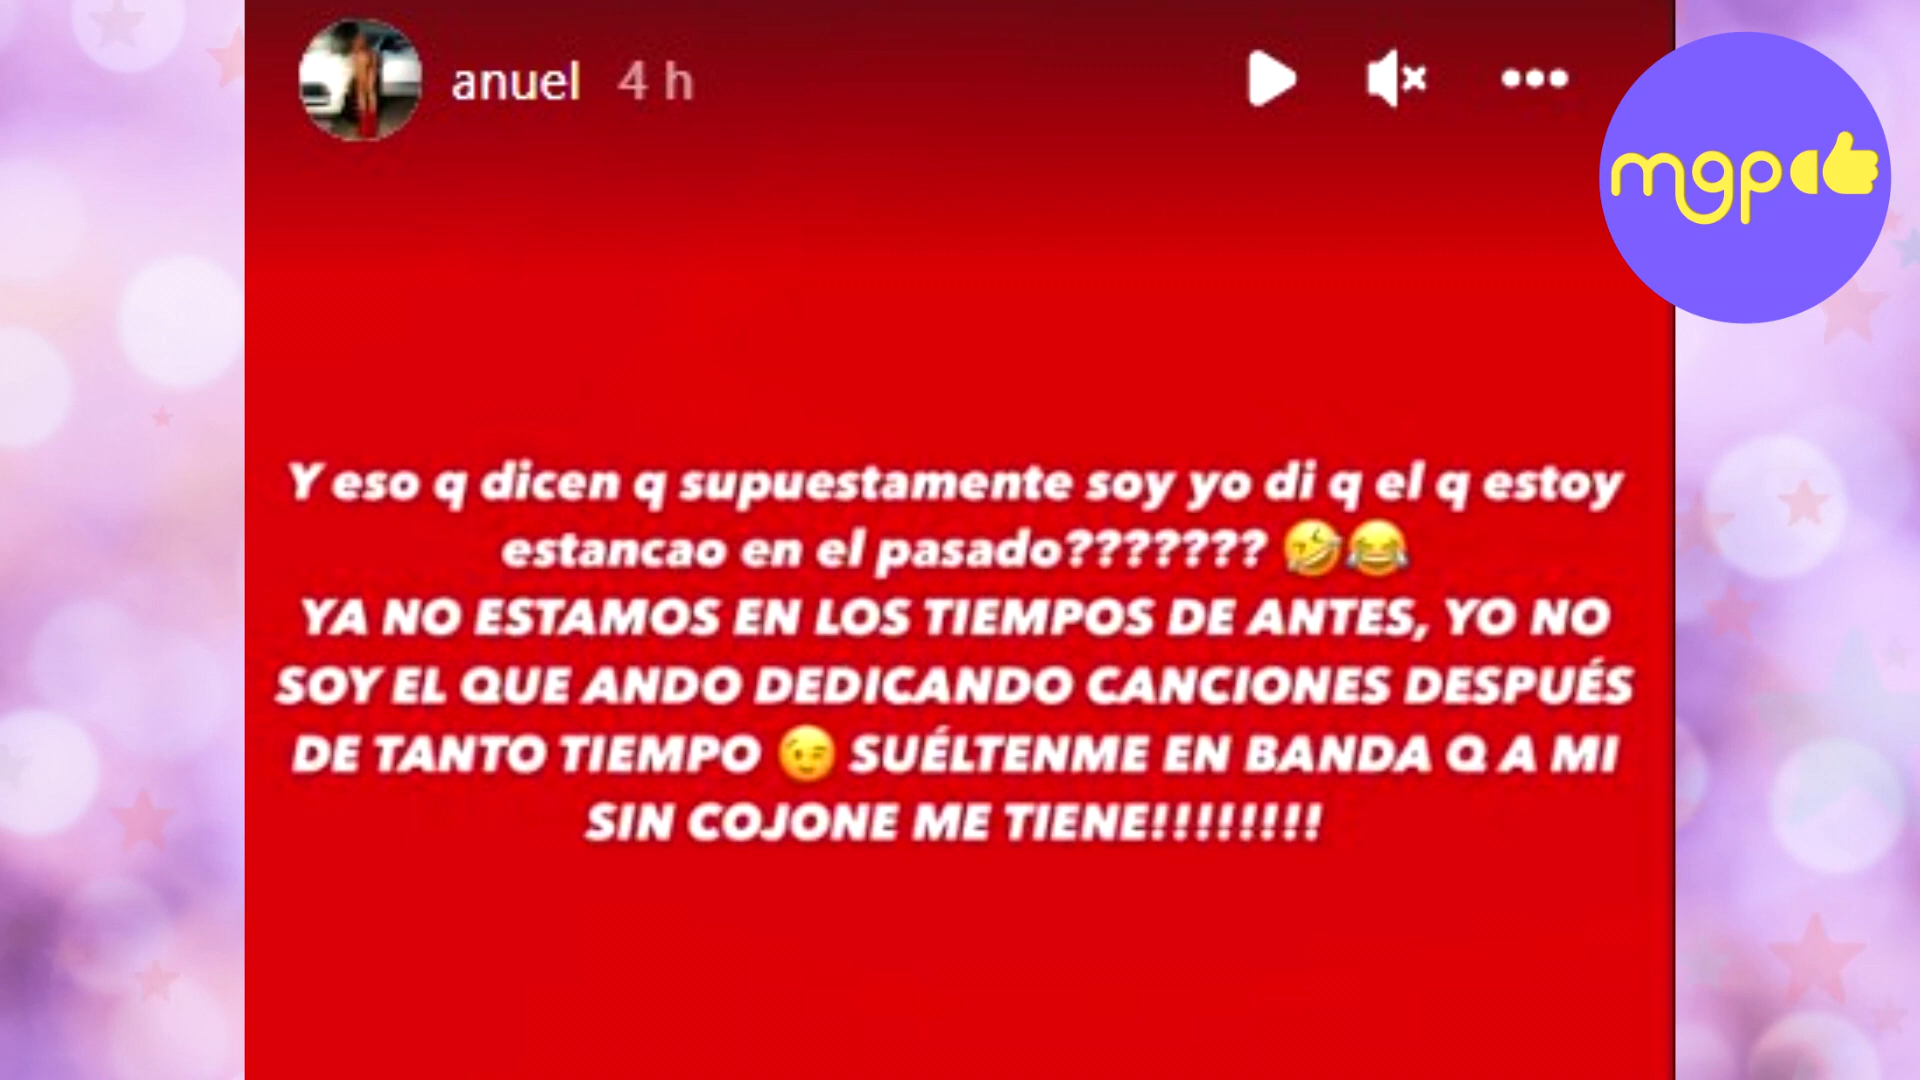 anuel 4 h
mgp
Y eso q dicen q supuestamente soy yo di q el q estoy
estancao en el pasado??????? 🤣😂
YA NO ESTAMOS EN LOS TIEMPOS DE ANTES, YO NO
SOY EL QUE ANDO DEDICANDO CANCIONES DESPUÉS
DE TANTO TIEMPO 😉 SUÉLTENME EN BANDA Q A MI
SIN COJONE ME TIENE!!!!!!!!